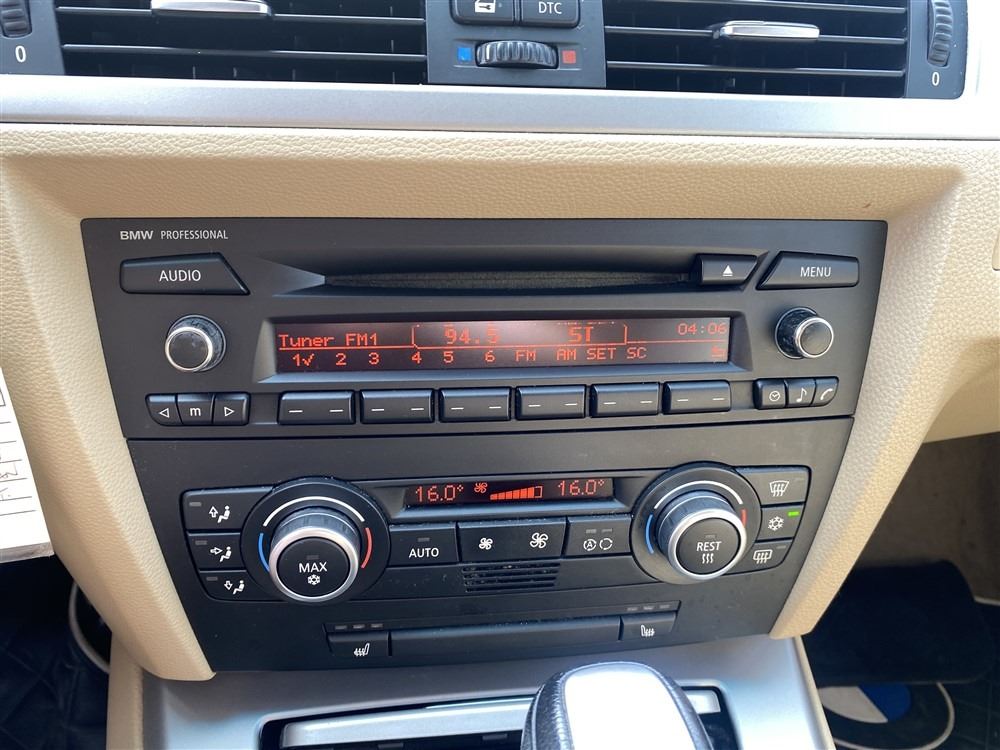 0
DTC
0
BMW PROFESSIONAL
AUDIO
MENU
Tuner FM1 94.5 ST 04:06
1√ 2 3 4 5 6 FM AM SET SC
m
16.0° 16.0°
MAX
AUTO
A
REST